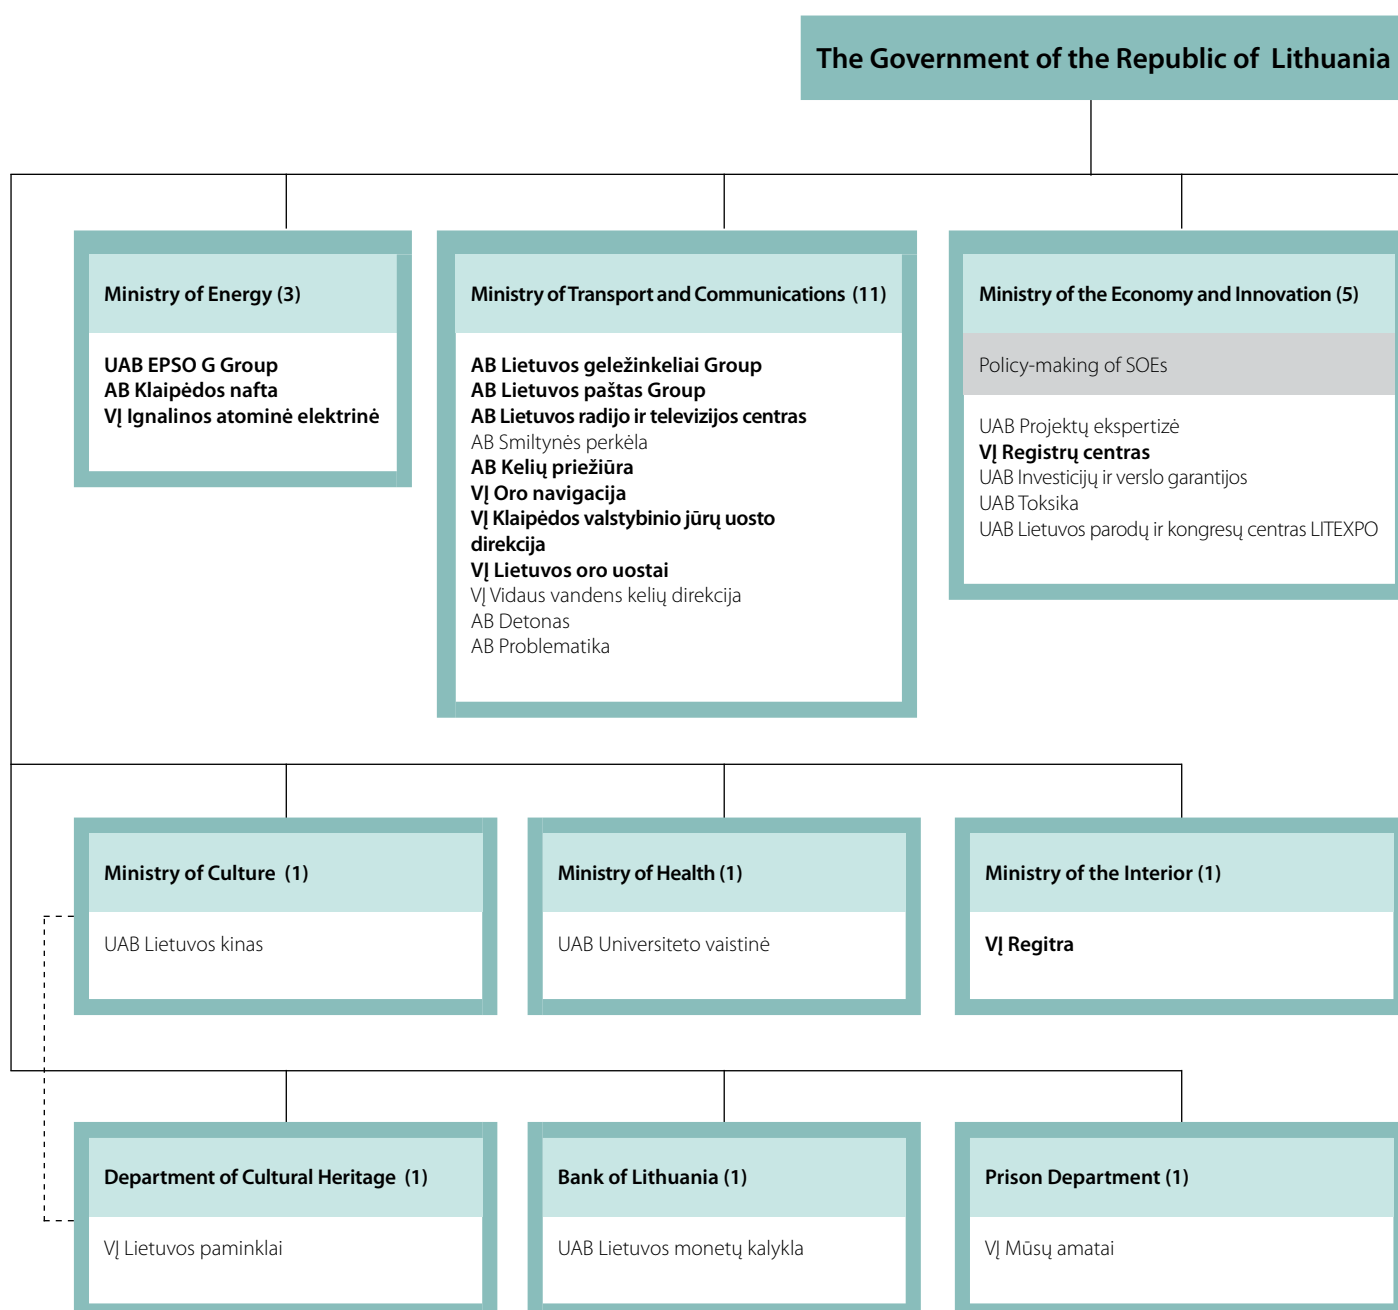 The Government of the Republic of Lithuania
Ministry of Energy (3)
UAB EPSO G Group
AB Klaipėdos nafta
VĮ Ignalinos atominė elektrinė
Ministry of Transport and Communications (11)
AB Lietuvos geležinkeliai Group
AB Lietuvos paštas Group
AB Lietuvos radijo ir televizijos centras
AB Smiltynės perkėla
AB Kelių priežiūra
VĮ Oro navigacija
VĮ Klaipėdos valstybinio jūrų uosto
direkcija
VĮ Lietuvos oro uostai
VĮ Vidaus vandens kelių direkcija
AB Detonas
AB Problematika
Ministry of the Economy and Innovation (5)
Policy-making of SOEs
UAB Projektų ekspertizė
VĮ Registrų centras
UAB Investicijų ir verslo garantijos
UAB Toksika
UAB Lietuvos parodų ir kongresų centras LITEXPO
Ministry of Culture (1)
UAB Lietuvos kinas
Ministry of Health (1)
UAB Universiteto vaistinė
Ministry of the Interior (1)
VĮ Regitra
Department of Cultural Heritage (1)
VĮ Lietuvos paminklai
Bank of Lithuania (1)
UAB Lietuvos monetų kalykla
Prison Department (1)
VĮ Mūsų amatai